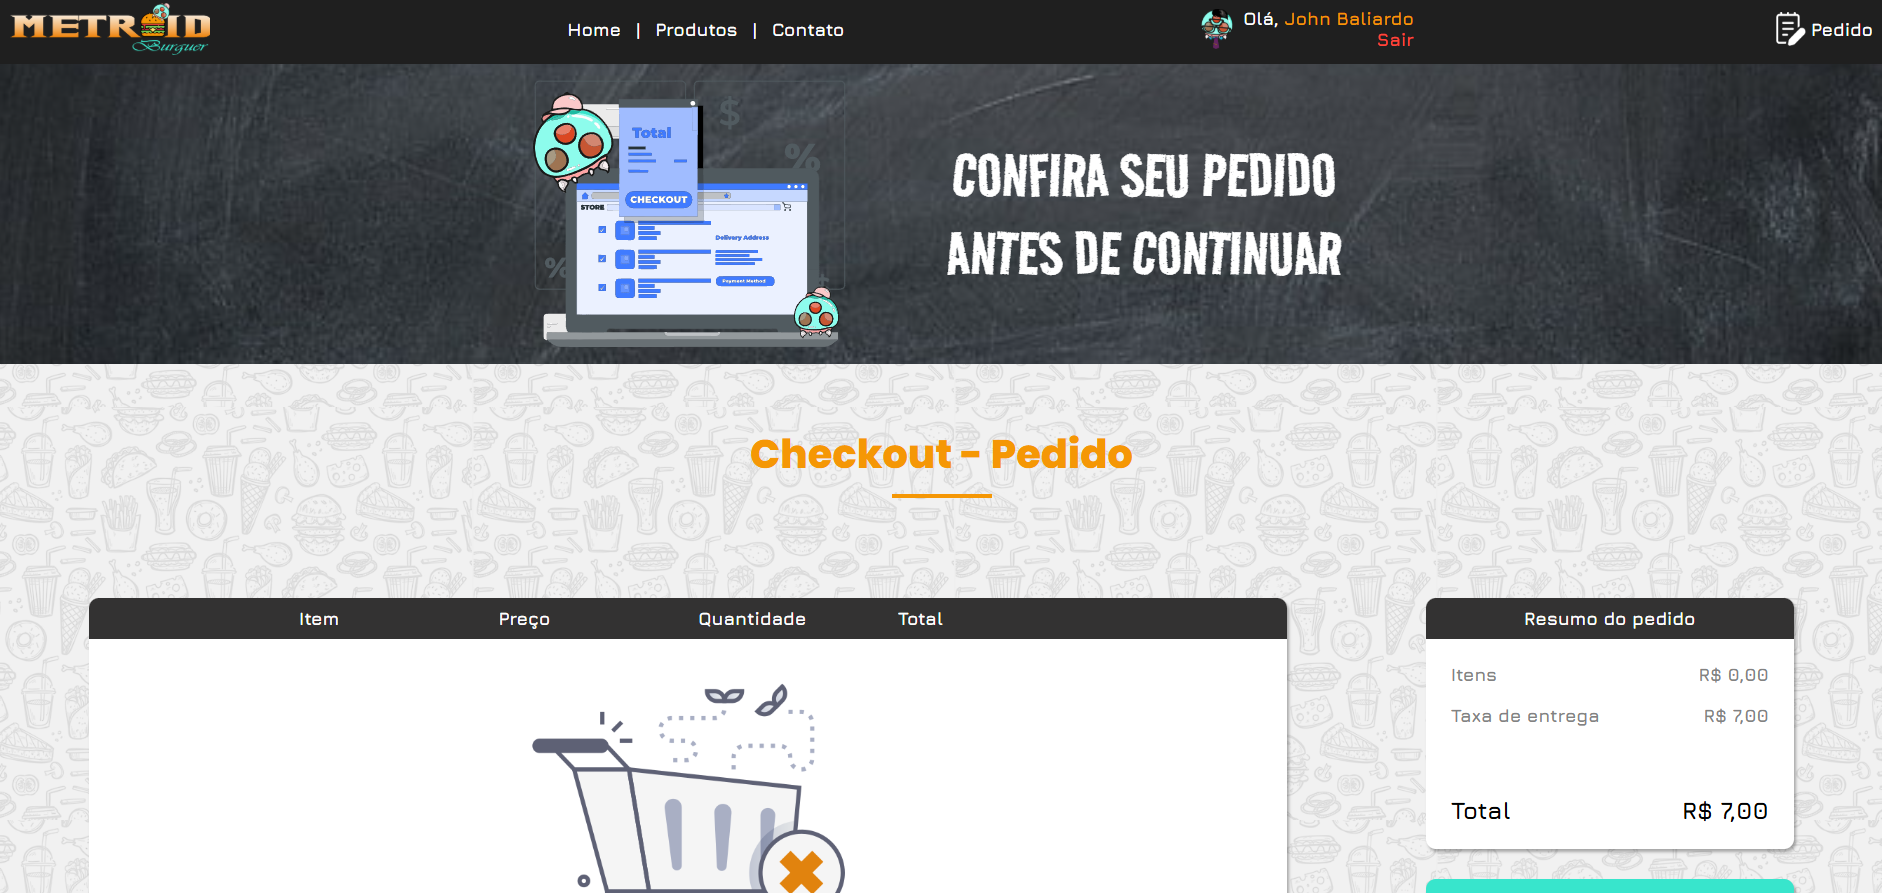 METROID
Burguer
Home | Produtos | Contato
Olá, John Baliardo
Sair
Pedido
Total
CHECKOUT
STORE
Delivery Address
Payment Method
$
%
%
CONFIRA SEU PEDIDO
ANTES DE CONTINUAR
Checkout - Pedido
Item Preço Quantidade Total
Resumo do pedido
Itens R$ 0,00
Taxa de entrega R$ 7,00
Total R$ 7,00